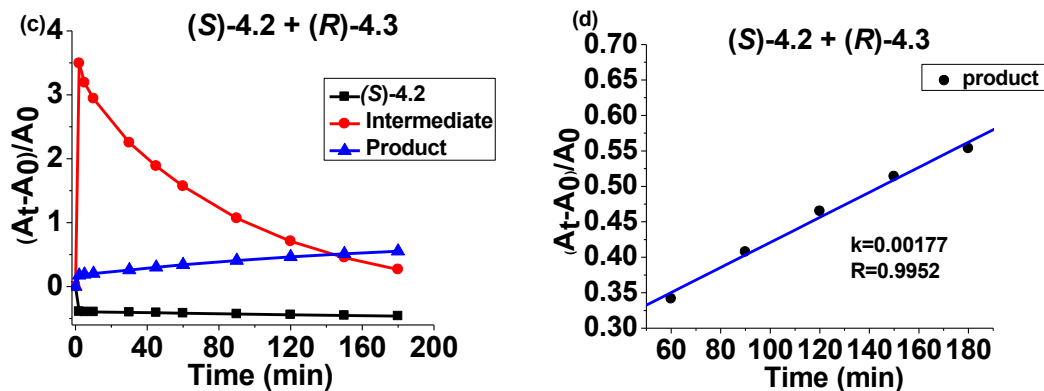 (c)
(S)-4.2 + (R)-4.3
(At-A0)/A0
4
3
2
1
0
(S)-4.2
Intermediate
Product
0 40 80 120 160 200
Time (min)
(d)
(S)-4.2 + (R)-4.3
(At-A0)/A0
0.70
0.65
0.60
0.55
0.50
0.45
0.40
0.35
0.30
product
k=0.00177
R=0.9952
60 80 100 120 140 160 180
Time (min)